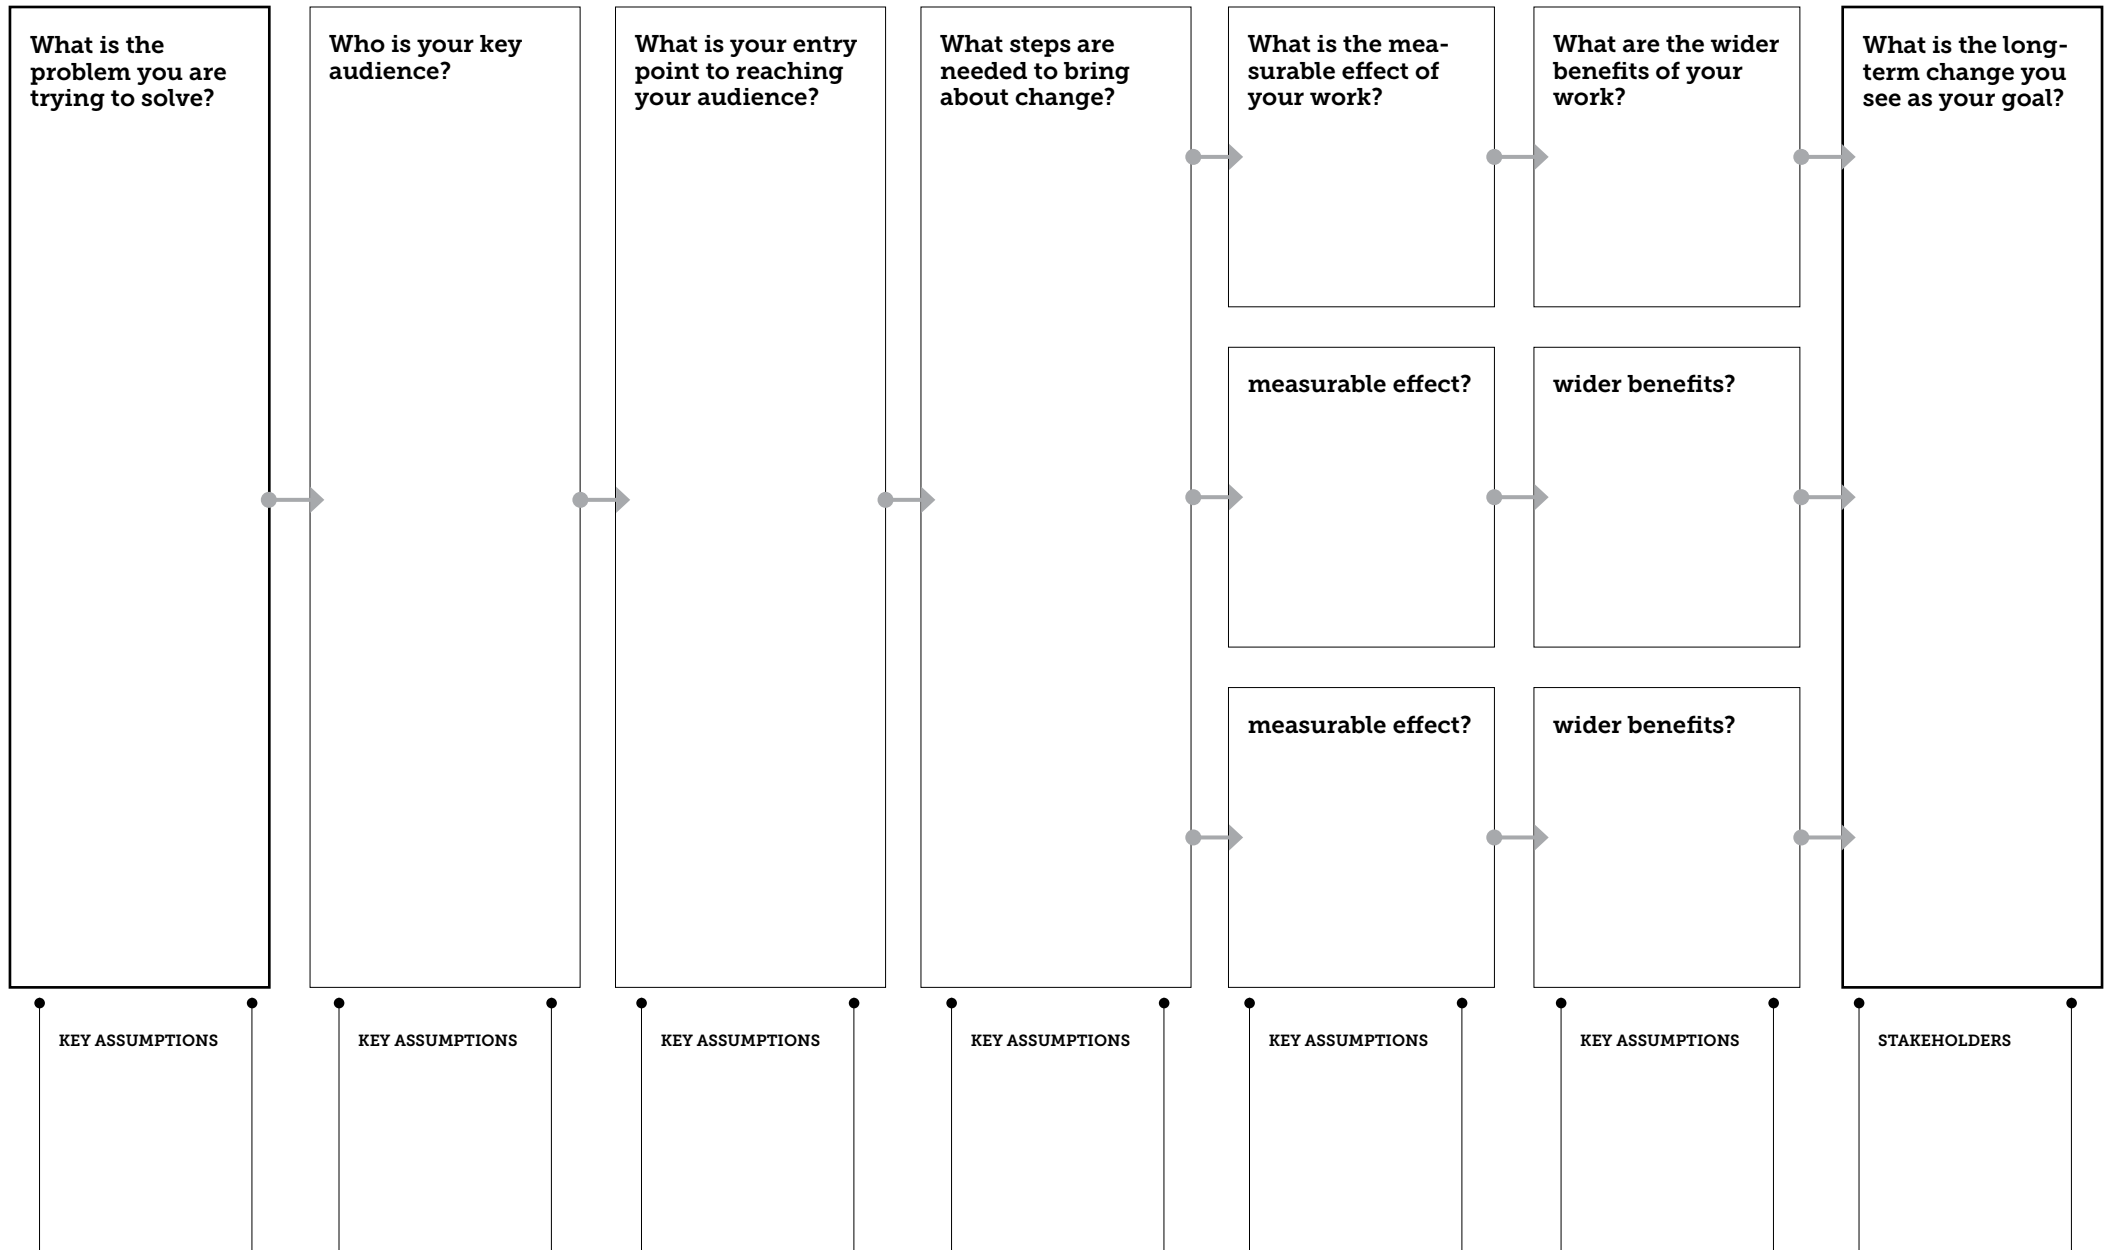 What is the
problem you are
trying to solve?
Who is your key
audience?
What is your entry
point to reaching
your audience?
What steps are
needed to bring
about change?
What is the mea-
surable effect of
your work?
What are the wider
benefits of your
work?
What is the long-
term change you
see as your goal?
measurable effect?
wider benefits?
measurable effect?
wider benefits?
KEY ASSUMPTIONS
KEY ASSUMPTIONS
KEY ASSUMPTIONS
KEY ASSUMPTIONS
KEY ASSUMPTIONS
KEY ASSUMPTIONS
STAKEHOLDERS